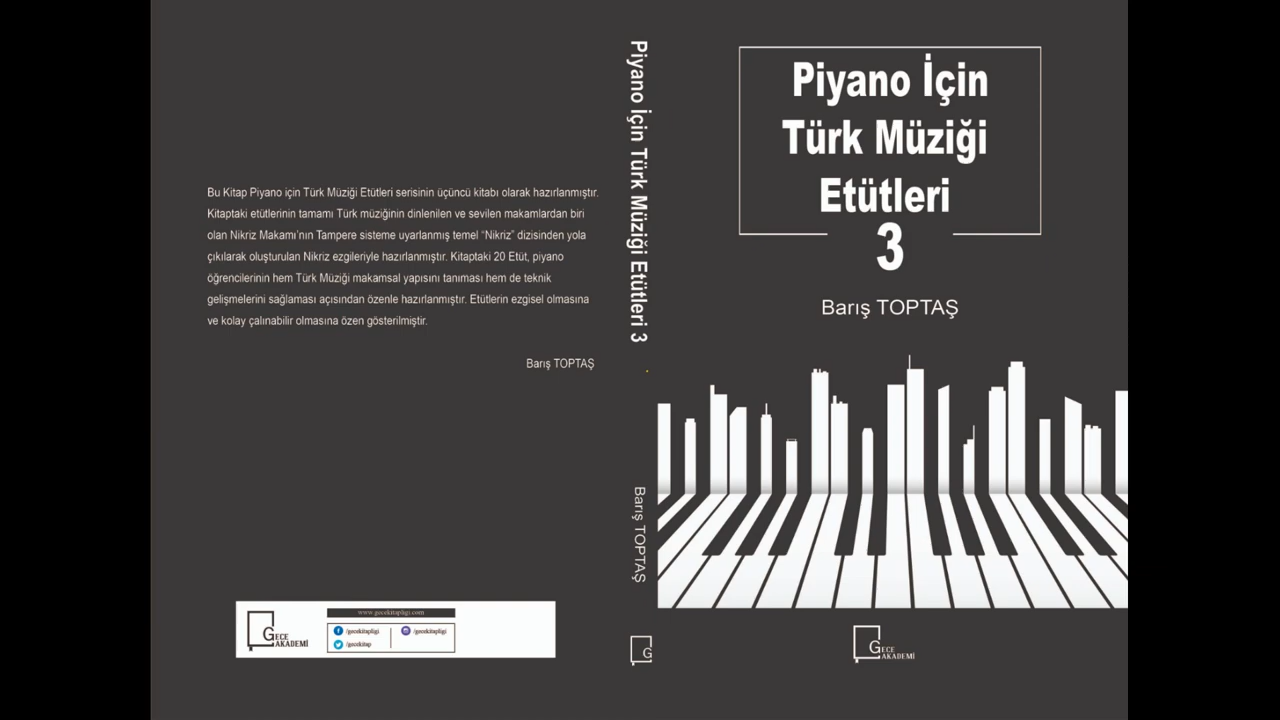 Bu Kitap Piyano için Türk Müziği Etütleri serisinin üçüncü kitabı olarak hazırlanmıştır.
Kitaptaki etütlerinin tamamı Türk müziğinin dinlenilen ve sevilen makamlardan biri
olan Nikriz Makamı'nın Tampere sisteme uyarlanmış temel “Nikriz” dizisinden yola
çıkılarak oluşturulan Nikriz ezgileriyle hazırlanmıştır. Kitaptaki 20 Etüt, piyano
öğrencilerinin hem Türk Müziği makamsal yapısını tanıması hem de teknik
gelişmelerini sağlaması açısından özenle hazırlanmıştır. Etütlerin ezgisel olmasına
ve kolay çalınabilir olmasına özen gösterilmiştir.
Barış TOPTAŞ
GECE
AKADEMİ
www.gecekitapligi.com
/gecekitapligi
/gecekitapligi
/gecekitap
Piyano İçin Türk Müziği Etütleri 3
Barış TOPTAŞ
G
Piyano İçin
Türk Müziği
Etütleri
3
Barış TOPTAŞ
GECE
AKADEMİ